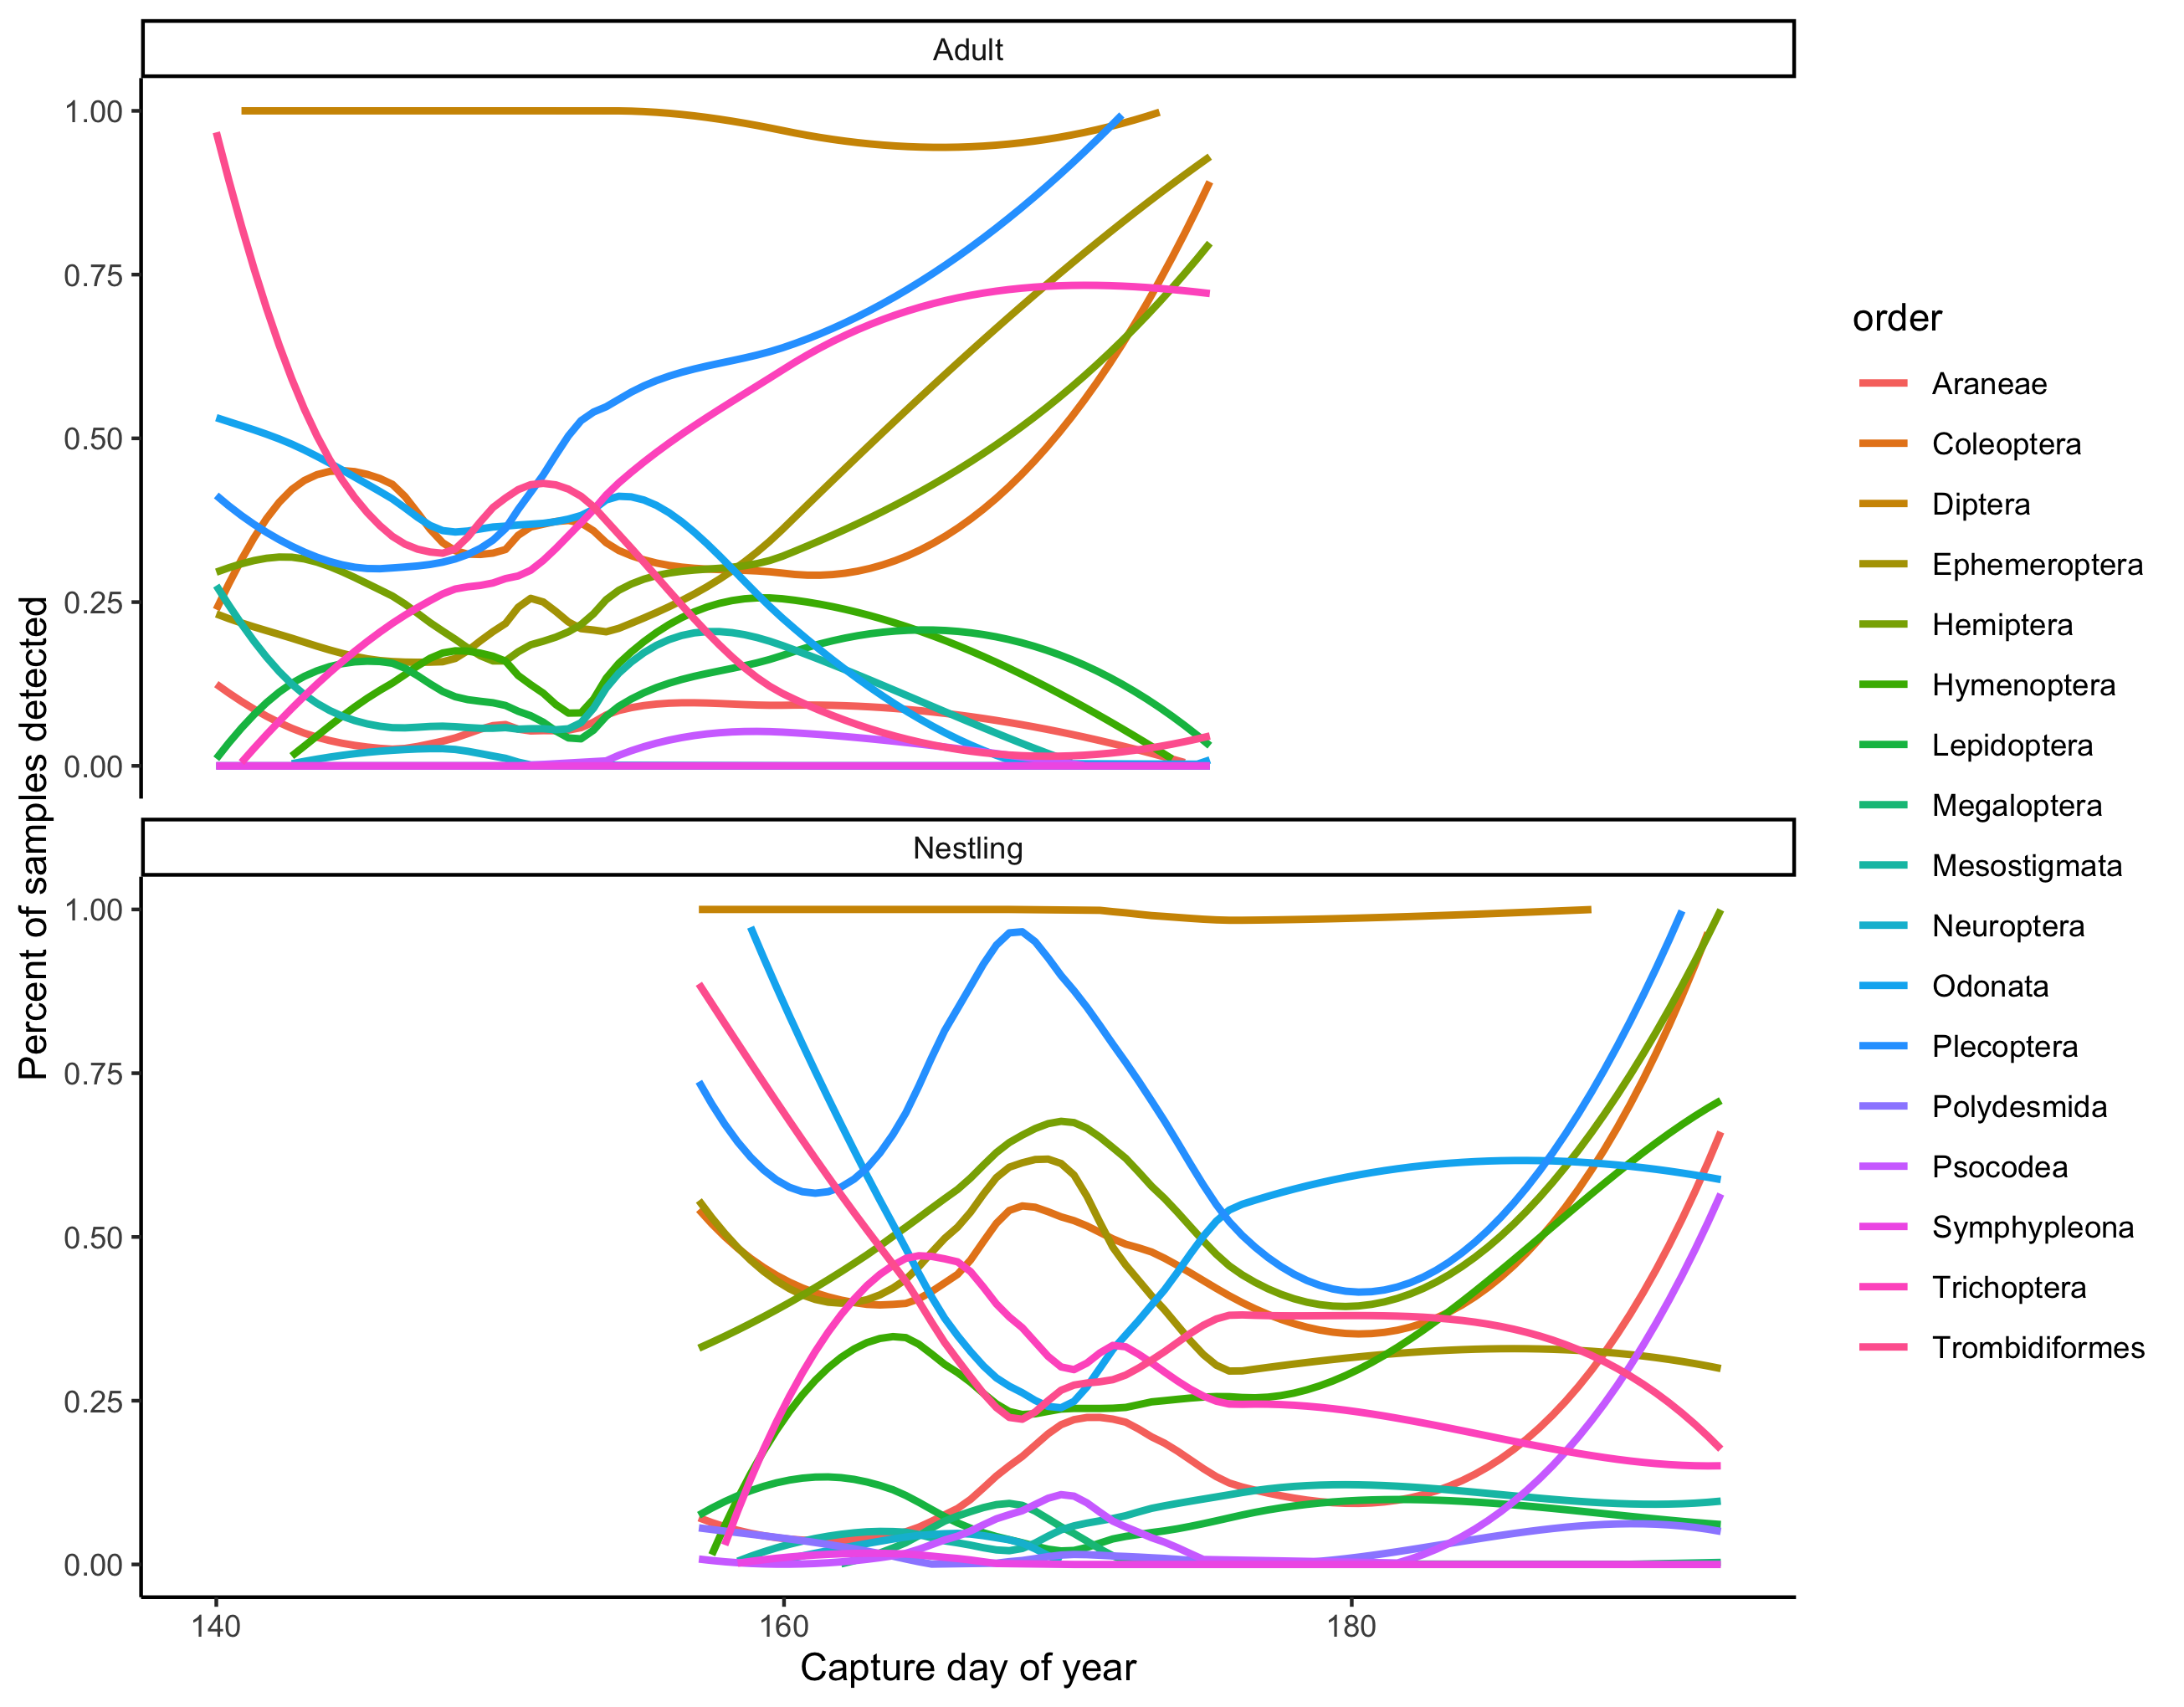 Adult
1.00
0.75
0.50
0.25
0.00
Nestling
1.00
0.75
0.50
0.25
0.00
140 160 180
Capture day of year
Percent of samples detected
order
Araneae
Coleoptera
Diptera
Ephemeroptera
Hemiptera
Hymenoptera
Lepidoptera
Megaloptera
Mesostigmata
Neuroptera
Odonata
Plecoptera
Polydesmida
Psocodea
Symphypleona
Trichoptera
Trombidiformes